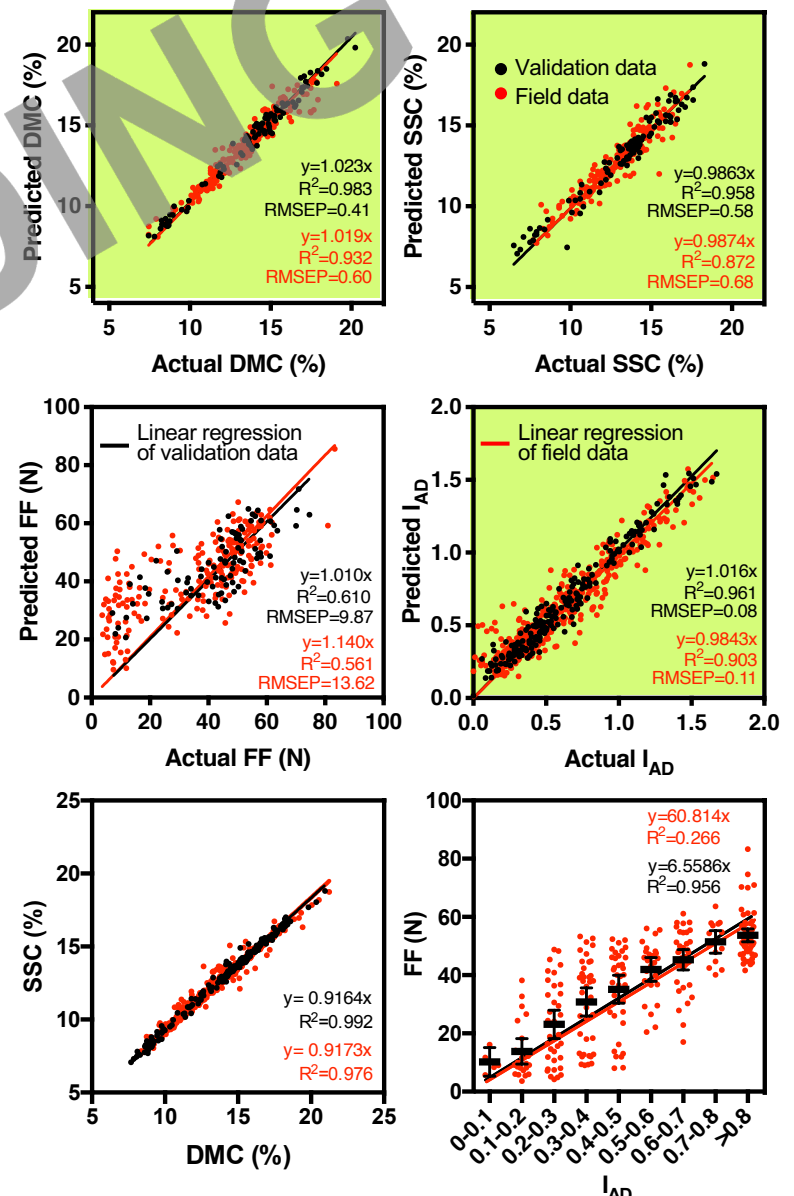 DING
20
15
10
5
Predicted DMC (%)
y=1.023x
R²=0.983
RMSEP=0.41
y=1.019x
R²=0.932
RMSEP=0.60
5 10 15 20
Actual DMC (%)
20
15
10
5
Predicted SSC (%)
Validation data
Field data
y=0.9863x
R²=0.958
RMSEP=0.58
y=0.9874x
R²=0.872
RMSEP=0.68
5 10 15 20
Actual SSC (%)
100
80
60
40
20
0
Predicted FF (N)
Linear regression
of validation data
y=1.010x
R²=0.610
RMSEP=9.87
y=1.140x
R²=0.561
RMSEP=13.62
0 20 40 60 80 100
Actual FF (N)
2.0
1.5
1.0
0.5
0.0
Predicted I_AD
Linear regression
of field data
y=1.016x
R²=0.961
RMSEP=0.08
y=0.9843x
R²=0.903
RMSEP=0.11
0.0 0.5 1.0 1.5 2.0
Actual I_AD
25
20
15
10
5
SSC (%)
y= 0.9164x
R²=0.992
y= 0.9173x
R²=0.976
5 10 15 20 25
DMC (%)
100
80
60
40
20
0
FF (N)
y=60.814x
R²=0.266
y=6.5586x
R²=0.956
0-0.1 0.1-0.2 0.2-0.3 0.3-0.4 0.4-0.5 0.5-0.6 0.6-0.7 0.7-0.8 >0.8
I_AD